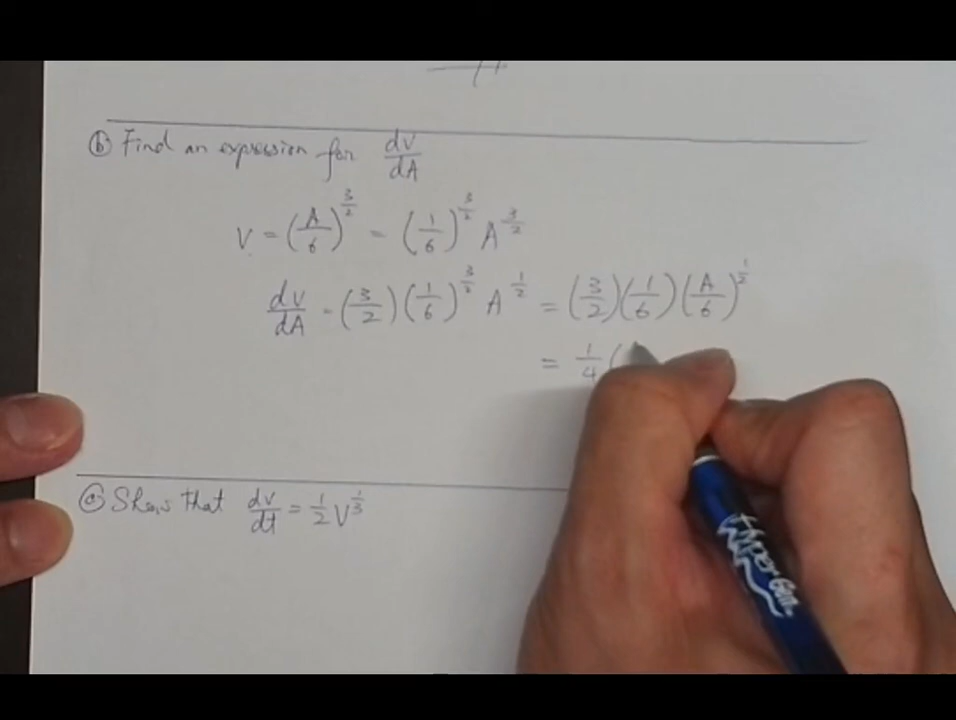 ⓑ Find an expression for dV/dA
V = (A/6)^(3/2) = (1/6)^(3/2) A^(3/2)
dV/dA = (3/2)(1/6)^(3/2) A^(1/2) = (3/2)(1/6)(A/6)^(1/2)
= 1/4 (
ⓒ Show that dV/dt = 1/2 V^(1/3)
Hyper Gel